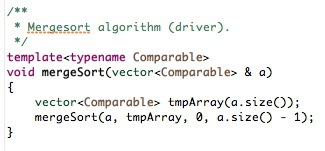 /**
 * Mergesort algorithm (driver).
 */
template<typename Comparable>
void mergeSort(vector<Comparable> & a)
{
    vector<Comparable> tmpArray(a.size());
    mergeSort(a, tmpArray, 0, a.size() - 1);
}